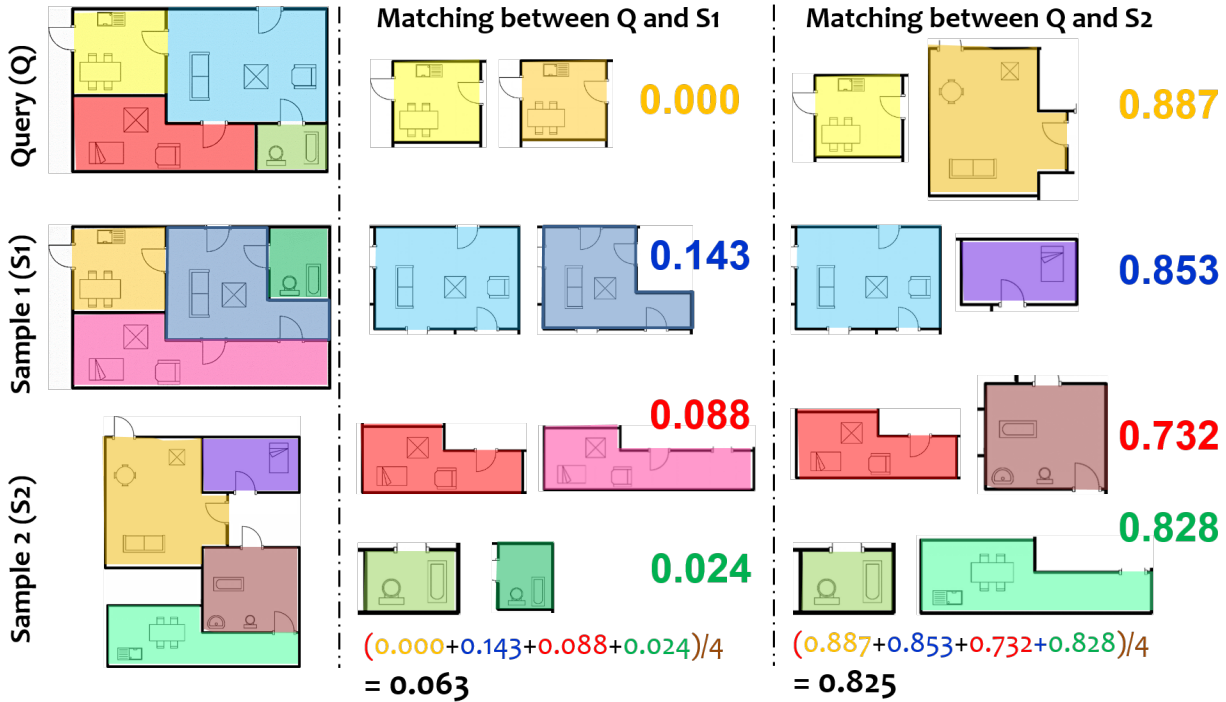 Matching between Q and S1
Matching between Q and S2
Query (Q)
0.000
0.887
Sample 1 (S1)
0.143
0.853
Sample 2 (S2)
0.088
0.732
0.024
0.828
(0.000+0.143+0.088+0.024)/4
= 0.063
(0.887+0.853+0.732+0.828)/4
= 0.825